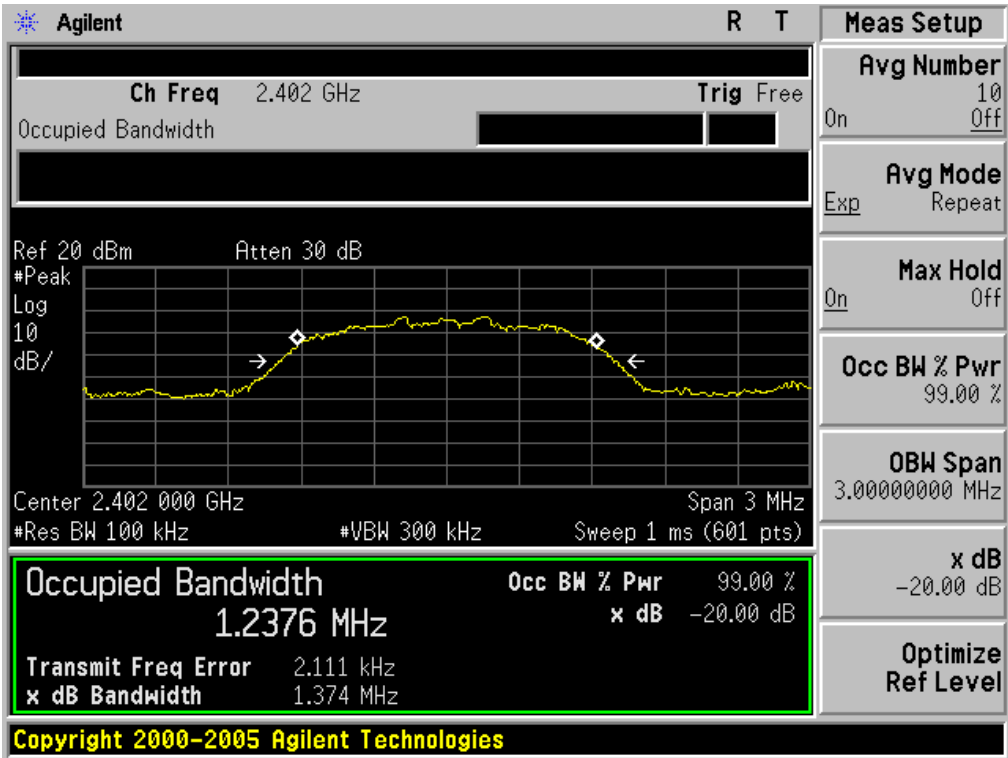 Agilent R T
Ch Freq 2.402 GHz Trig Free
Occupied Bandwidth
Ref 20 dBm Atten 30 dB
#Peak
Log
10
dB/
Center 2.402 000 GHz Span 3 MHz
#Res BW 100 kHz #VBW 300 kHz Sweep 1 ms (601 pts)
Occupied Bandwidth Occ BW % Pwr 99.00 %
1.2376 MHz x dB -20.00 dB
Transmit Freq Error 2.111 kHz
x dB Bandwidth 1.374 MHz
Copyright 2000-2005 Agilent Technologies
Meas Setup
Avg Number
10
On Off
Avg Mode
Exp Repeat
Max Hold
On Off
Occ BW % Pwr
99.00 %
OBW Span
3.00000000 MHz
x dB
-20.00 dB
Optimize
Ref Level